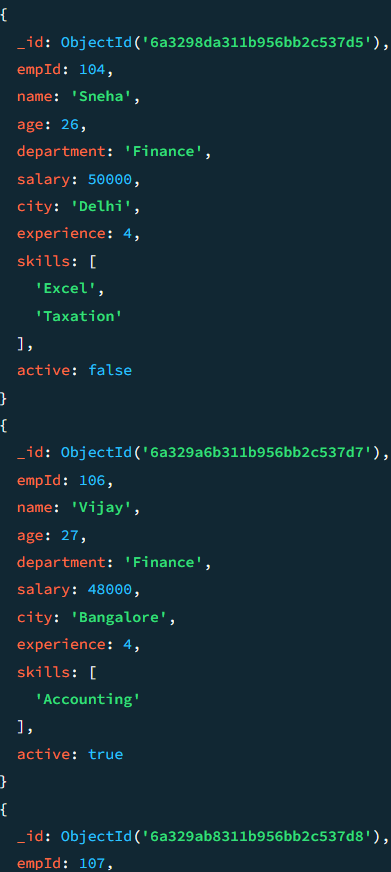 {
  _id: ObjectId('6a3298da311b956bb2c537d5'),
  empId: 104,
  name: 'Sneha',
  age: 26,
  department: 'Finance',
  salary: 50000,
  city: 'Delhi',
  experience: 4,
  skills: [
    'Excel',
    'Taxation'
  ],
  active: false
}
{
  _id: ObjectId('6a329a6b311b956bb2c537d7'),
  empId: 106,
  name: 'Vijay',
  age: 27,
  department: 'Finance',
  salary: 48000,
  city: 'Bangalore',
  experience: 4,
  skills: [
    'Accounting'
  ],
  active: true
}
{
  _id: ObjectId('6a329ab8311b956bb2c537d8'),
  empId: 107,